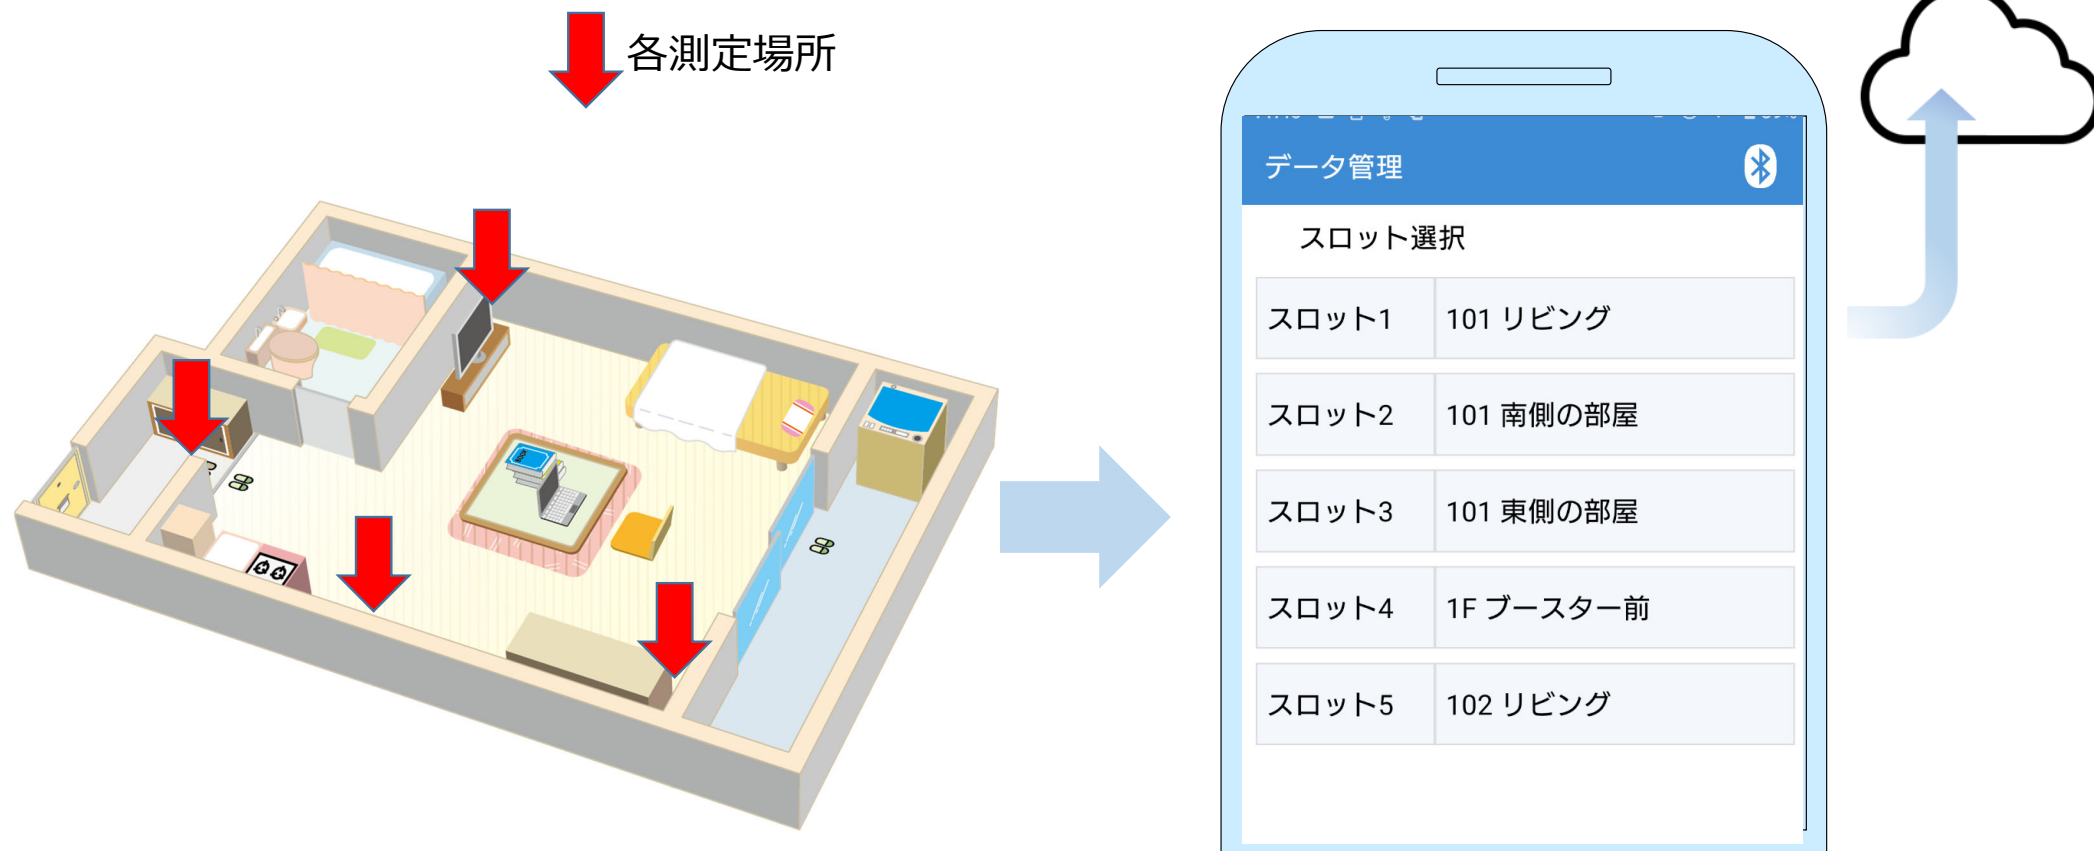 各測定場所
データ管理
スロット選択
スロット1 101 リビング
スロット2 101 南側の部屋
スロット3 101 東側の部屋
スロット4 1F ブースター前
スロット5 102 リビング
BOOK